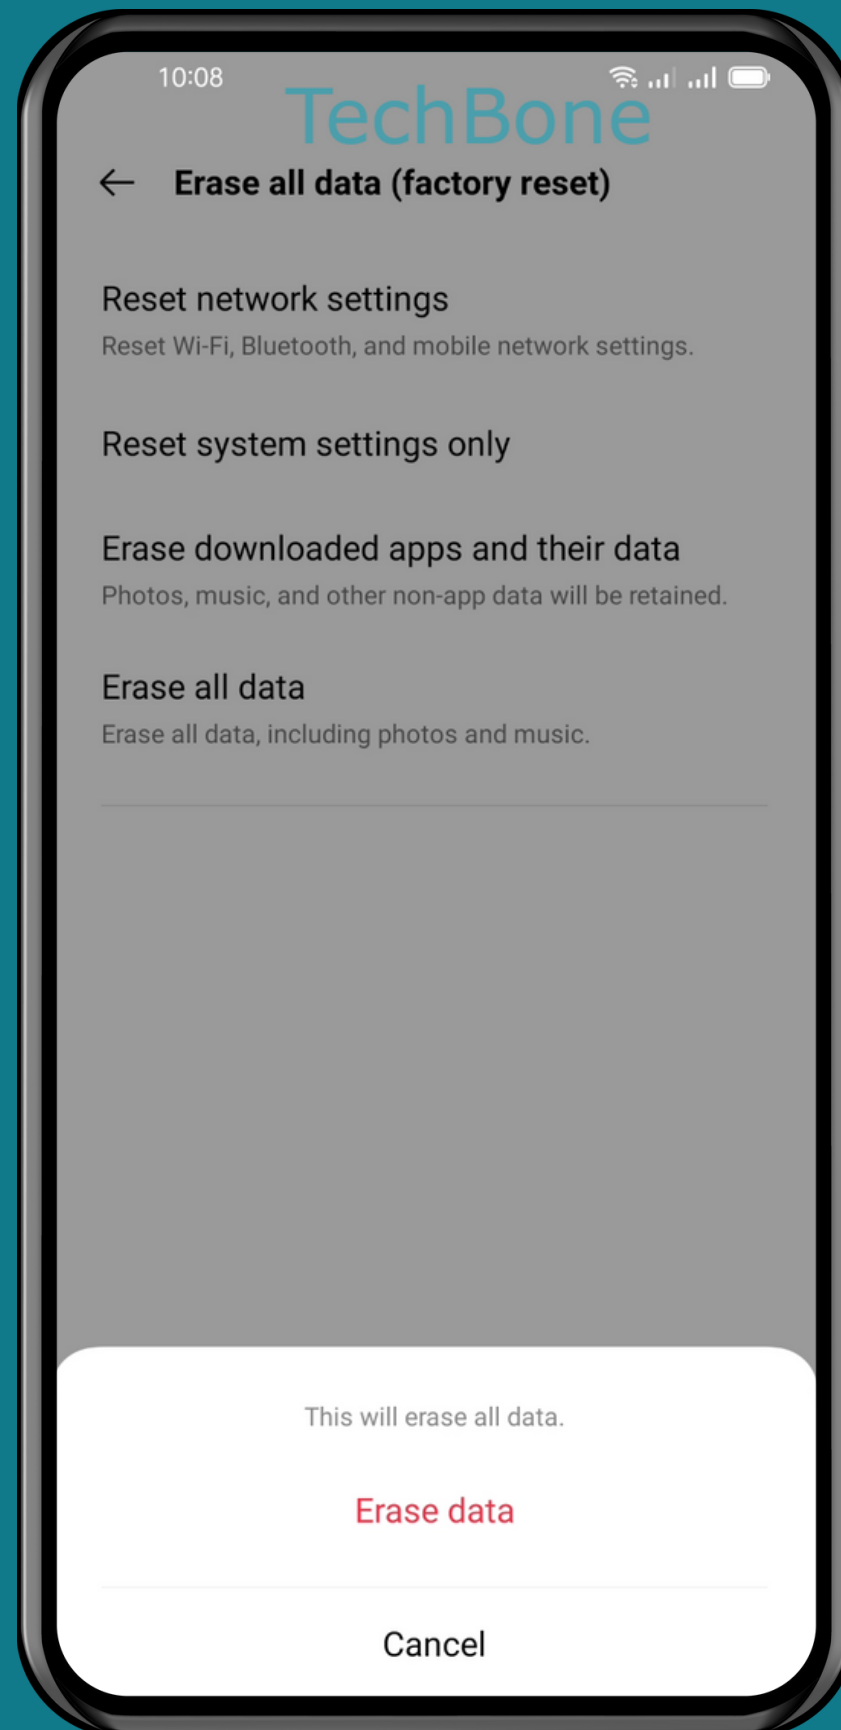 10:08
TechBone
Erase all data (factory reset)
Reset network settings
Reset Wi-Fi, Bluetooth, and mobile network settings.
Reset system settings only
Erase downloaded apps and their data
Photos, music, and other non-app data will be retained.
Erase all data
Erase all data, including photos and music.
This will erase all data.
Erase data
Cancel